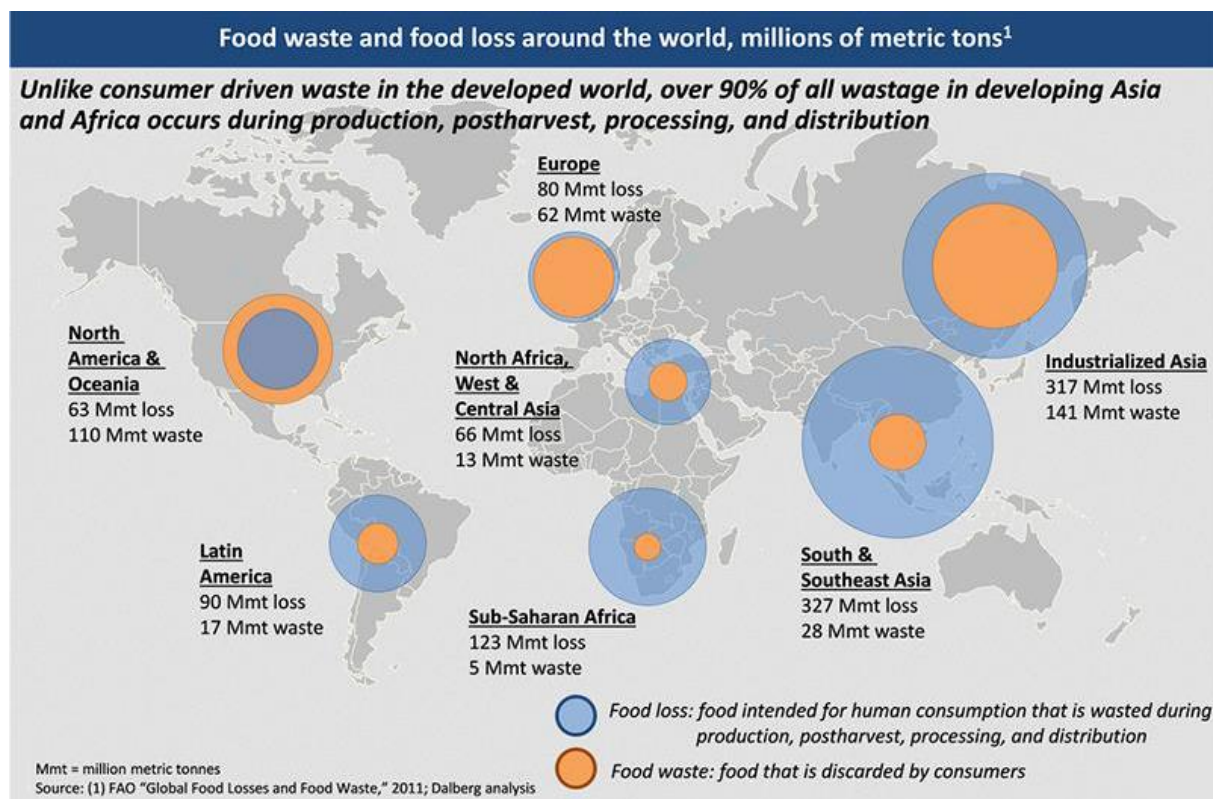 Food waste and food loss around the world, millions of metric tons¹
Unlike consumer driven waste in the developed world, over 90% of all wastage in developing Asia
and Africa occurs during production, postharvest, processing, and distribution
Europe
80 Mmt loss
62 Mmt waste
North
America &
Oceania
63 Mmt loss
110 Mmt waste
North Africa,
West &
Central Asia
66 Mmt loss
13 Mmt waste
Industrialized Asia
317 Mmt loss
141 Mmt waste
Latin
America
90 Mmt loss
17 Mmt waste
Sub-Saharan Africa
123 Mmt loss
5 Mmt waste
South &
Southeast Asia
327 Mmt loss
28 Mmt waste
Food loss: food intended for human consumption that is wasted during
production, postharvest, processing, and distribution
Food waste: food that is discarded by consumers
Mmt = million metric tonnes
Source: (1) FAO "Global Food Losses and Food Waste," 2011; Dalberg analysis